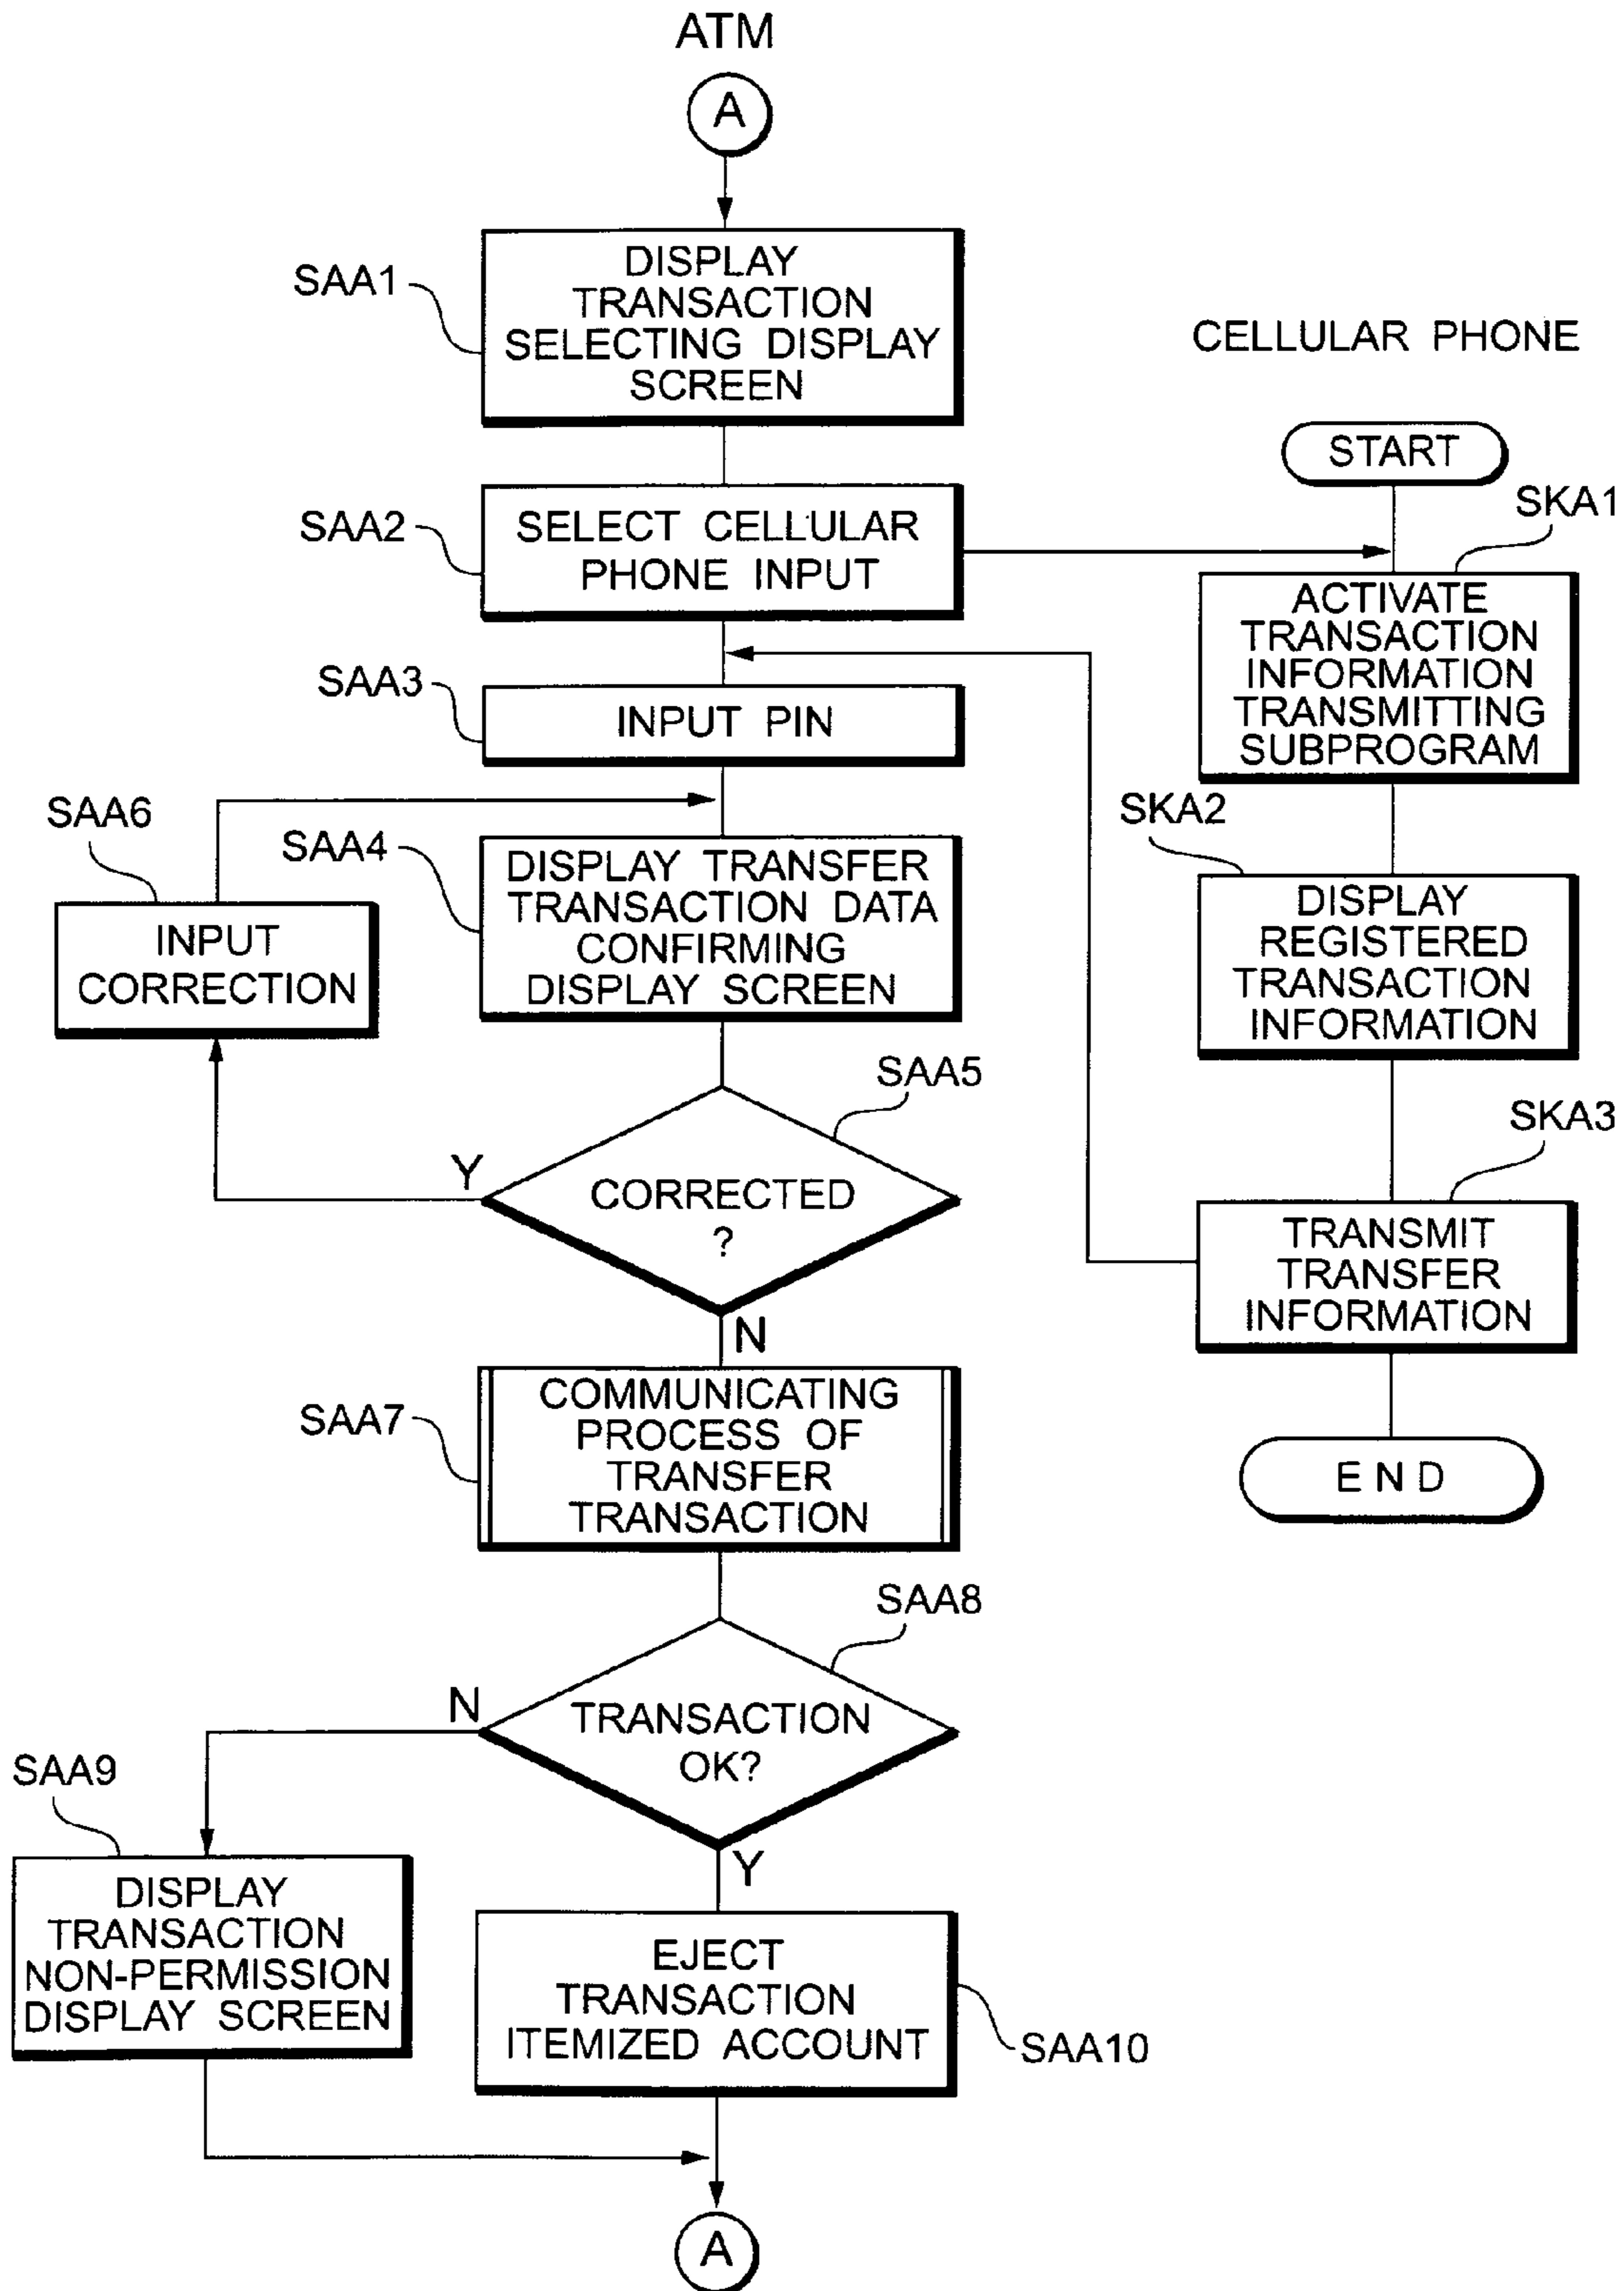 ATM
A
SAA1
DISPLAY
TRANSACTION
SELECTING DISPLAY
SCREEN
CELLULAR PHONE
START
SAA2
SELECT CELLULAR
PHONE INPUT
SKA1
ACTIVATE
TRANSACTION
INFORMATION
TRANSMITTING
SUBPROGRAM
SAA3
INPUT PIN
SAA6
INPUT
CORRECTION
SAA4
DISPLAY TRANSFER
TRANSACTION DATA
CONFIRMING
DISPLAY SCREEN
SKA2
DISPLAY
REGISTERED
TRANSACTION
INFORMATION
SAA5
Y
CORRECTED
?
N
SKA3
TRANSMIT
TRANSFER
INFORMATION
SAA7
COMMUNICATING
PROCESS OF
TRANSFER
TRANSACTION
END
SAA8
N
TRANSACTION
OK?
Y
SAA9
DISPLAY
TRANSACTION
NON-PERMISSION
DISPLAY SCREEN
EJECT
TRANSACTION
ITEMIZED ACCOUNT
SAA10
A